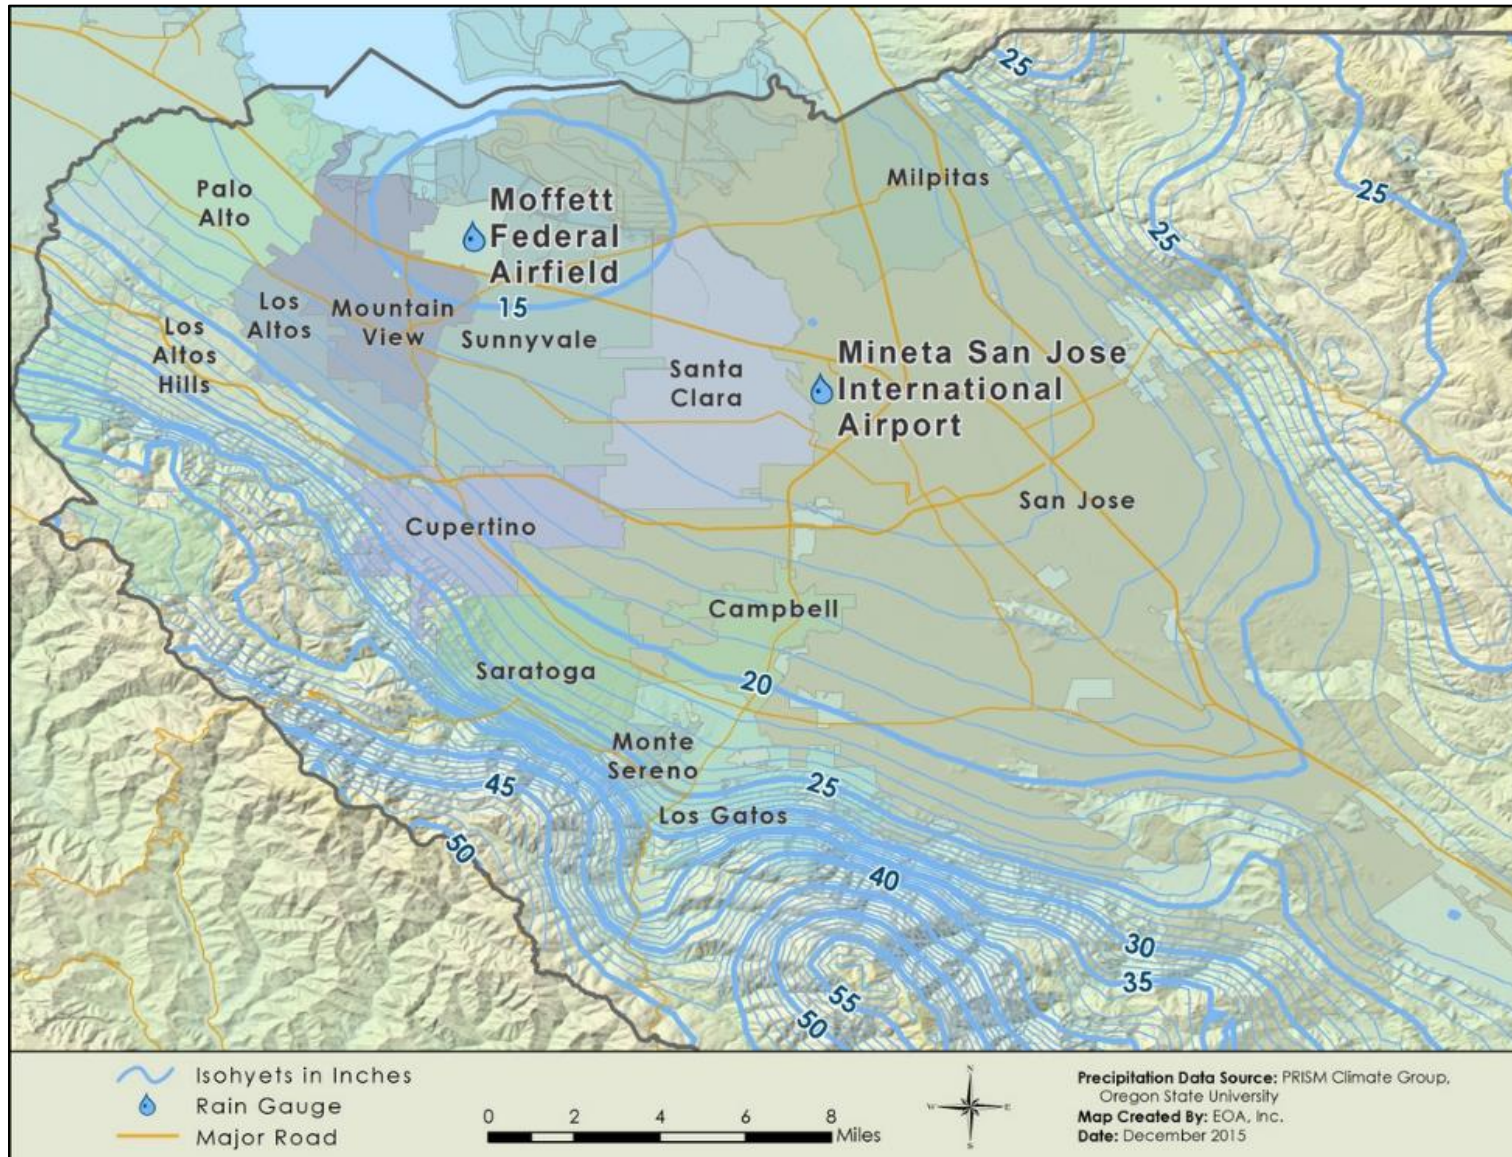 25
Palo
Alto
Milpitas
25
25
Moffett
Federal
Airfield
15
Los
Altos
Mountain
View
Sunnyvale
Los
Altos
Hills
Santa
Clara
Mineta San Jose
International
Airport
San Jose
Cupertino
Campbell
Saratoga
20
Monte
Sereno
25
45
Los Gatos
50
40
30
35
55
50
Isohyets in Inches
Rain Gauge
Major Road
0 2 4 6 8
Miles
N
W E
S
Precipitation Data Source: PRISM Climate Group,
Oregon State University
Map Created By: EOA, Inc.
Date: December 2015